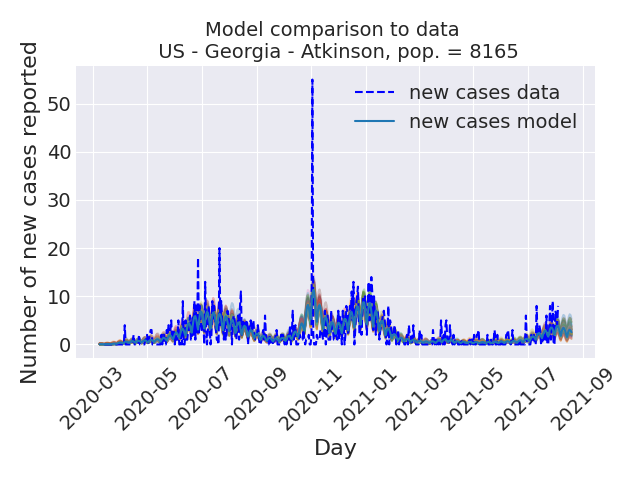 Model comparison to data
US - Georgia - Atkinson, pop. = 8165
Number of new cases reported
50
40
30
20
10
0
new cases data
new cases model
2020-03
2020-05
2020-07
2020-09
2020-11
2021-01
2021-03
2021-05
2021-07
2021-09
Day